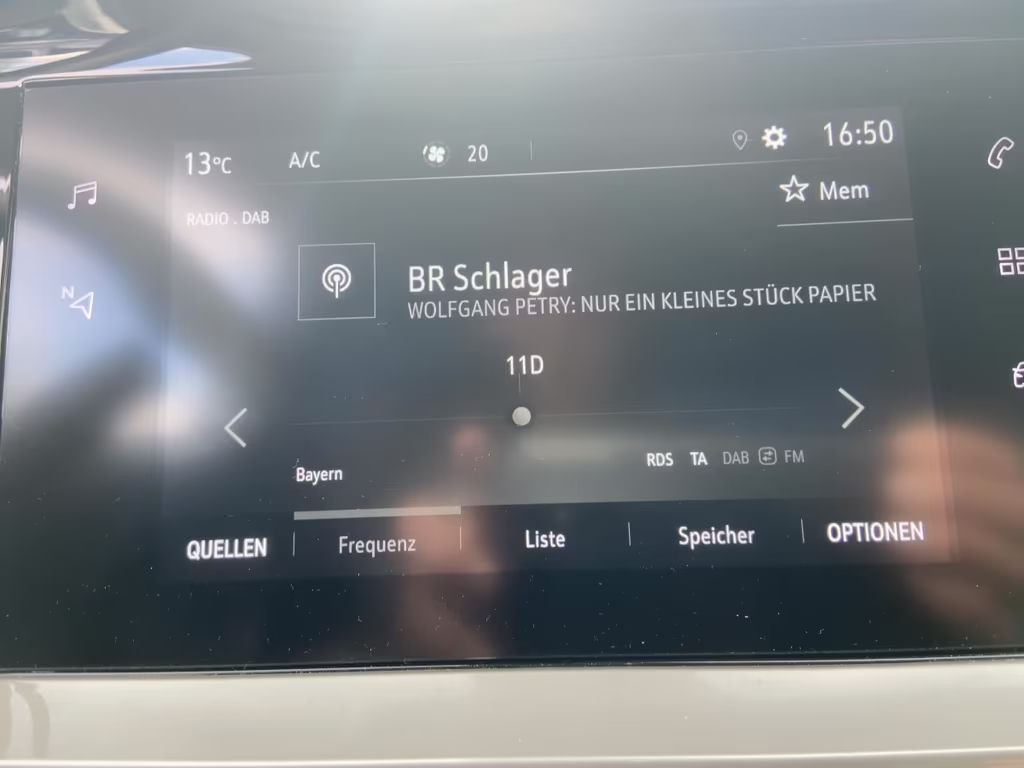 13°C A/C 20 16:50
Mem
RADIO . DAB
BR Schlager
WOLFGANG PETRY: NUR EIN KLEINES STÜCK PAPIER
11D
RDS TA DAB FM
Bayern
QUELLEN Frequenz Liste Speicher OPTIONEN
N